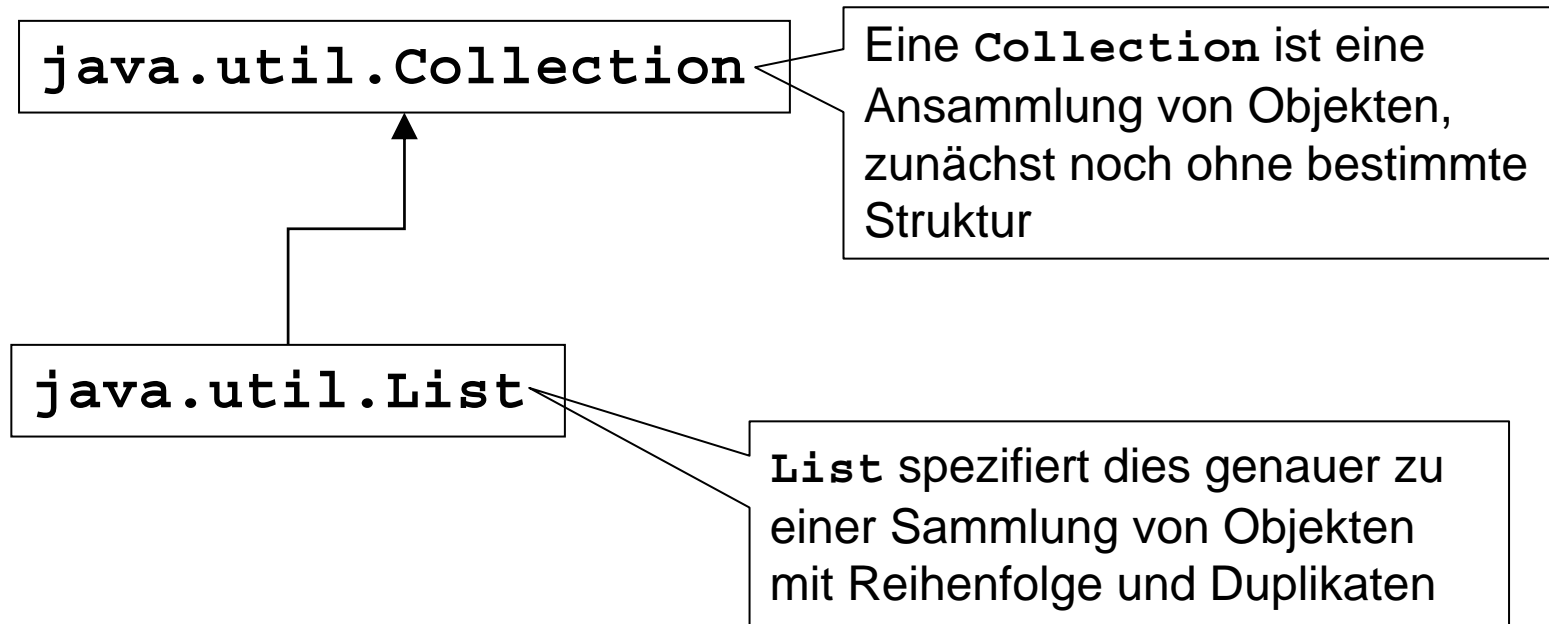 java.util.Collection
Eine Collection ist eine
Ansammlung von Objekten,
zunächst noch ohne bestimmte
Struktur
java.util.List
List spezifiert dies genauer zu
einer Sammlung von Objekten
mit Reihenfolge und Duplikaten